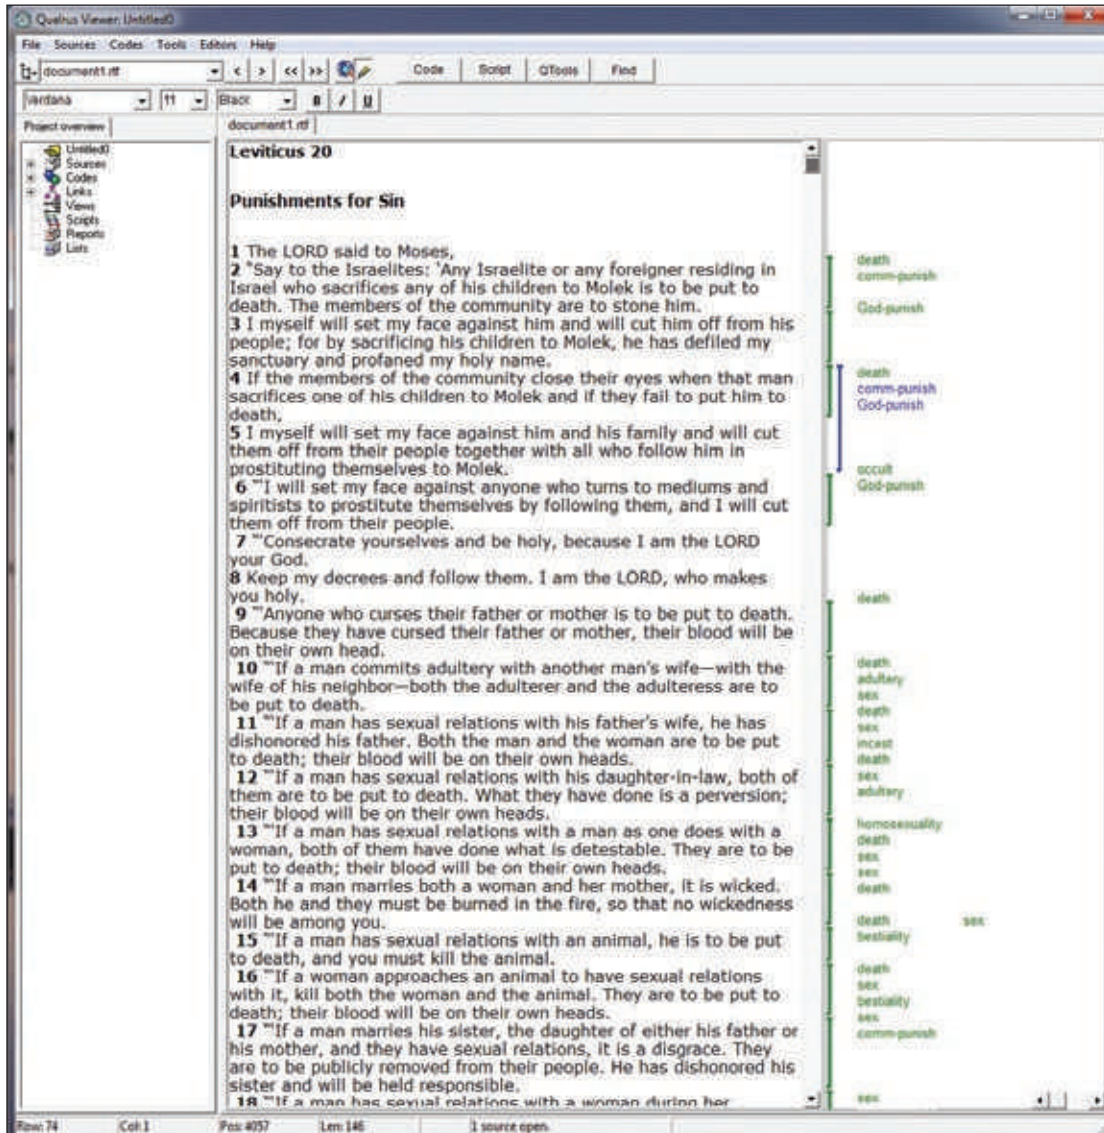 Qualrus Viewer: Untitled0
File Sources Codes Tools Editors Help
document1.rtf < > << >> Code Script QTools Find
Verdana 11 Black B I U
Project overview
Untitled0
Sources
Codes
Links
Views
Scripts
Reports
Lists
document1.rtf
Leviticus 20
Punishments for Sin
1 The LORD said to Moses,
2 "Say to the Israelites: 'Any Israelite or any foreigner residing in
Israel who sacrifices any of his children to Molek is to be put to
death. The members of the community are to stone him.
3 I myself will set my face against him and will cut him off from his
people; for by sacrificing his children to Molek, he has defiled my
sanctuary and profaned my holy name.
4 If the members of the community close their eyes when that man
sacrifices one of his children to Molek and if they fail to put him to
death,
5 I myself will set my face against him and his family and will cut
them off from their people together with all who follow him in
prostituting themselves to Molek.
6 "'I will set my face against anyone who turns to mediums and
spiritists to prostitute themselves by following them, and I will cut
them off from their people.
7 "'Consecrate yourselves and be holy, because I am the LORD
your God.
8 Keep my decrees and follow them. I am the LORD, who makes
you holy.
9 "'Anyone who curses their father or mother is to be put to death.
Because they have cursed their father or mother, their blood will be
on their own head.
10 "'If a man commits adultery with another man's wife—with the
wife of his neighbor—both the adulterer and the adulteress are to
be put to death.
11 "'If a man has sexual relations with his father's wife, he has
dishonored his father. Both the man and the woman are to be put
to death; their blood will be on their own heads.
12 "'If a man has sexual relations with his daughter-in-law, both of
them are to be put to death. What they have done is a perversion;
their blood will be on their own heads.
13 "'If a man has sexual relations with a man as one does with a
woman, both of them have done what is detestable. They are to be
put to death; their blood will be on their own heads.
14 "'If a man marries both a woman and her mother, it is wicked.
Both he and they must be burned in the fire, so that no wickedness
will be among you.
15 "'If a man has sexual relations with an animal, he is to be put
to death, and you must kill the animal.
16 "'If a woman approaches an animal to have sexual relations
with it, kill both the woman and the animal. They are to be put to
death; their blood will be on their own heads.
17 "'If a man marries his sister, the daughter of either his father or
his mother, and they have sexual relations, it is a disgrace. They
are to be publicly removed from their people. He has dishonored his
sister and will be held responsible.
18 "'If a man has sexual relations with a woman during her
death
comm-punish
God-punish
death
comm-punish
God-punish
occult
God-punish
death
death
adultery
sex
death
sex
incest
death
sex
adultery
homosexuality
death
sex
sex
death
death sex
bestiality
death
sex
bestiality
sex
comm-punish
sex
Row: 74 Col: 1 Pos: 4057 Len: 146 1 source open.